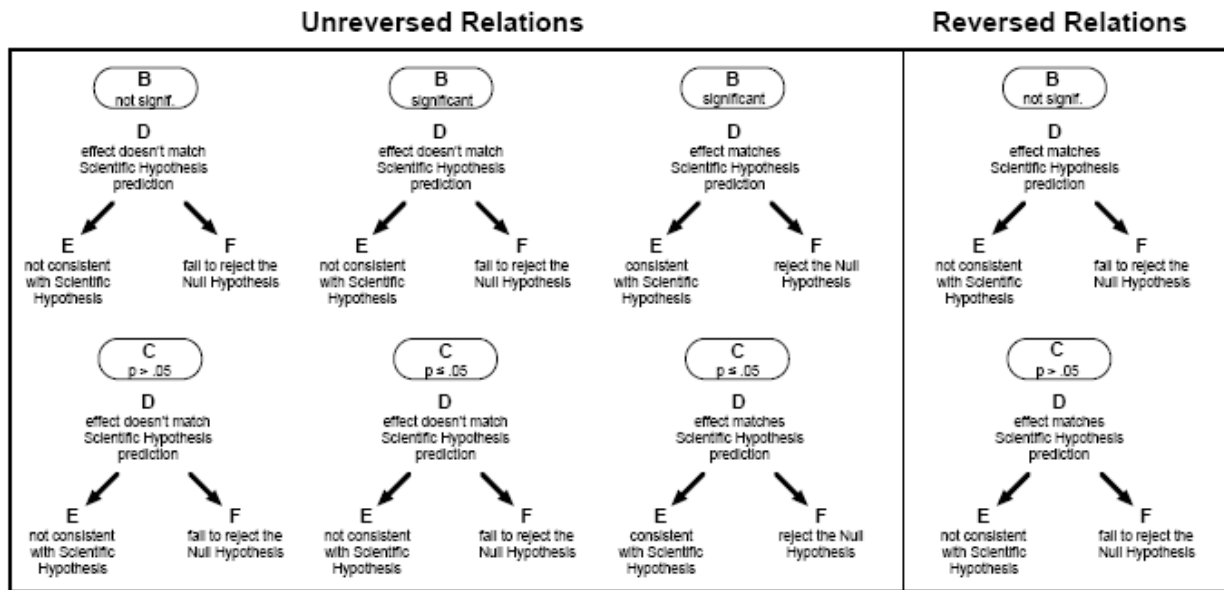 Unreversed Relations
Reversed Relations
B
not signif.
D
effect doesn't match
Scientific Hypothesis
prediction
E
not consistent
with Scientific
Hypothesis
F
fail to reject the
Null Hypothesis
B
significant
D
effect doesn't match
Scientific Hypothesis
prediction
E
not consistent
with Scientific
Hypothesis
F
fail to reject the
Null Hypothesis
B
significant
D
effect matches
Scientific Hypothesis
prediction
E
consistent
with Scientific
Hypothesis
F
reject the Null
Hypothesis
B
not signif.
D
effect matches
Scientific Hypothesis
prediction
E
not consistent
with Scientific
Hypothesis
F
fail to reject the
Null Hypothesis
C
p > .05
D
effect doesn't match
Scientific Hypothesis
prediction
E
not consistent
with Scientific
Hypothesis
F
fail to reject the
Null Hypothesis
C
p ≤ .05
D
effect doesn't match
Scientific Hypothesis
prediction
E
not consistent
with Scientific
Hypothesis
F
fail to reject the
Null Hypothesis
C
p ≤ .05
D
effect matches
Scientific Hypothesis
prediction
E
consistent
with Scientific
Hypothesis
F
reject the Null
Hypothesis
C
p > .05
D
effect matches
Scientific Hypothesis
prediction
E
not consistent
with Scientific
Hypothesis
F
fail to reject the
Null Hypothesis